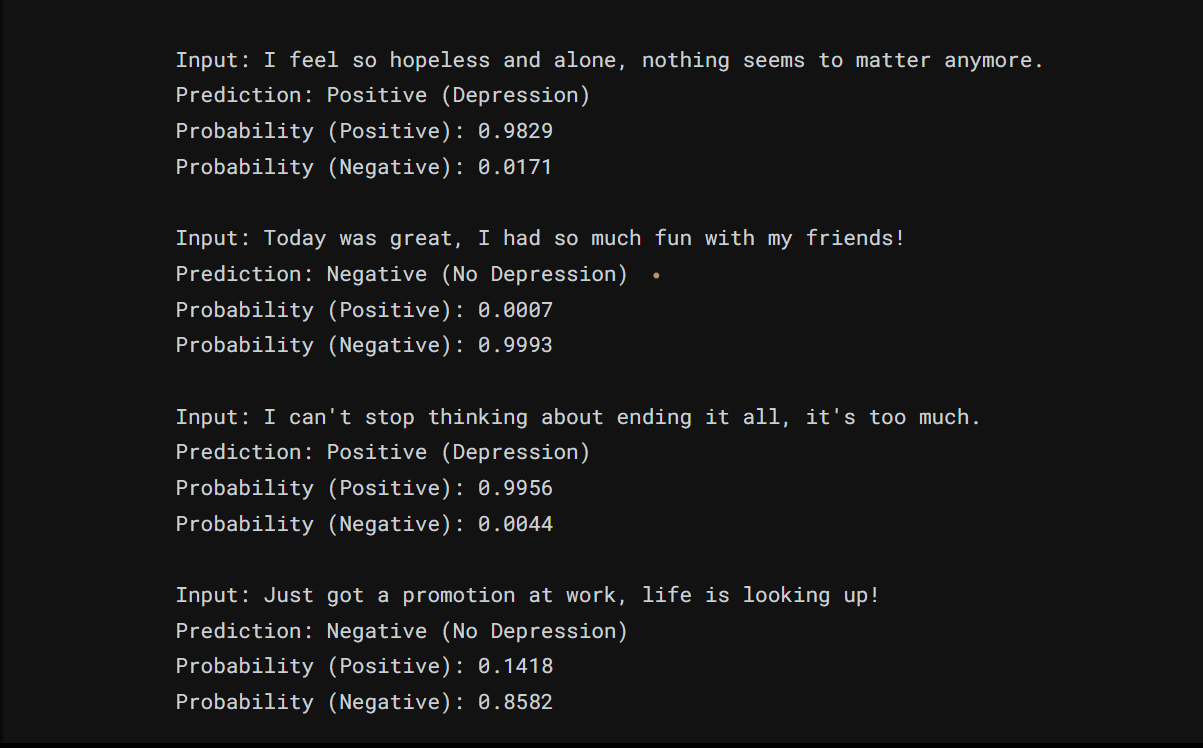 Input: I feel so hopeless and alone, nothing seems to matter anymore.
Prediction: Positive (Depression)
Probability (Positive): 0.9829
Probability (Negative): 0.0171
Input: Today was great, I had so much fun with my friends!
Prediction: Negative (No Depression)
Probability (Positive): 0.0007
Probability (Negative): 0.9993
Input: I can't stop thinking about ending it all, it's too much.
Prediction: Positive (Depression)
Probability (Positive): 0.9956
Probability (Negative): 0.0044
Input: Just got a promotion at work, life is looking up!
Prediction: Negative (No Depression)
Probability (Positive): 0.1418
Probability (Negative): 0.8582